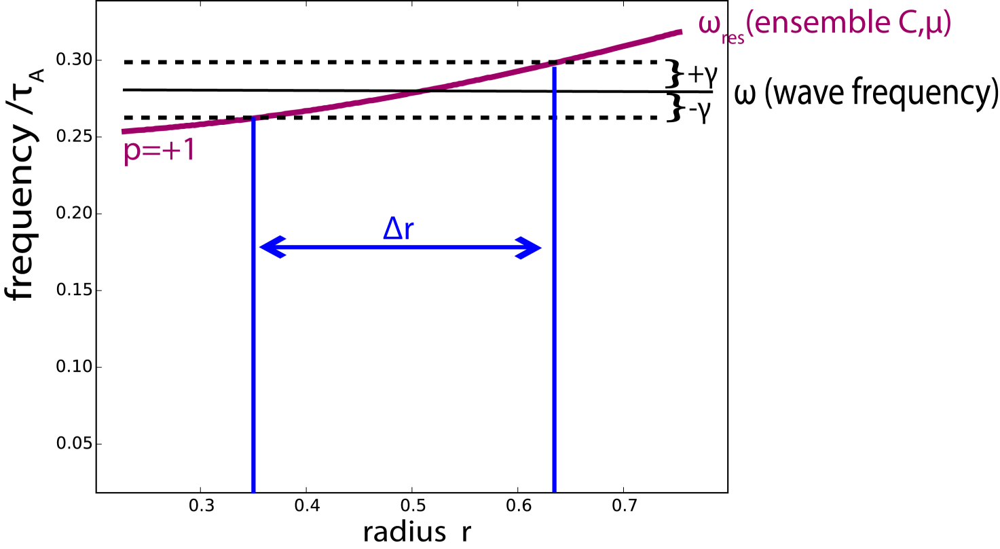 ω_res(ensemble C,μ)
0.30
}+γ
ω (wave frequency)
}-γ
0.25
p=+1
frequency /τ_A
0.20
Δr
0.15
0.10
0.05
0.3 0.4 0.5 0.6 0.7
radius r